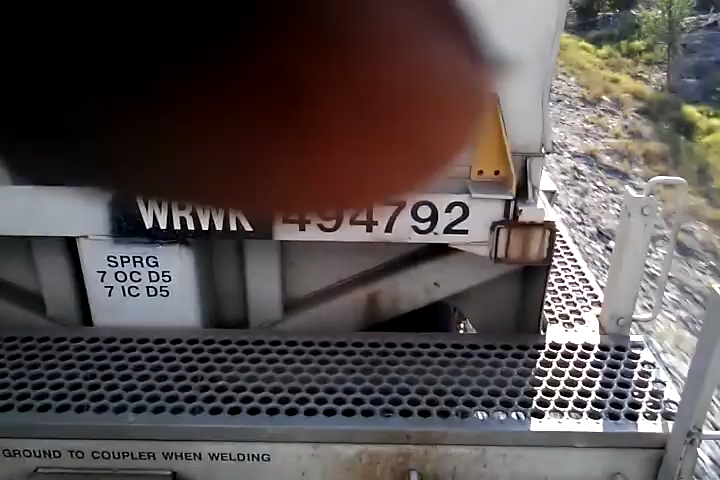 WRWK 494792
SPRG
7 OC D5
7 IC D5
GROUND TO COUPLER WHEN WELDING